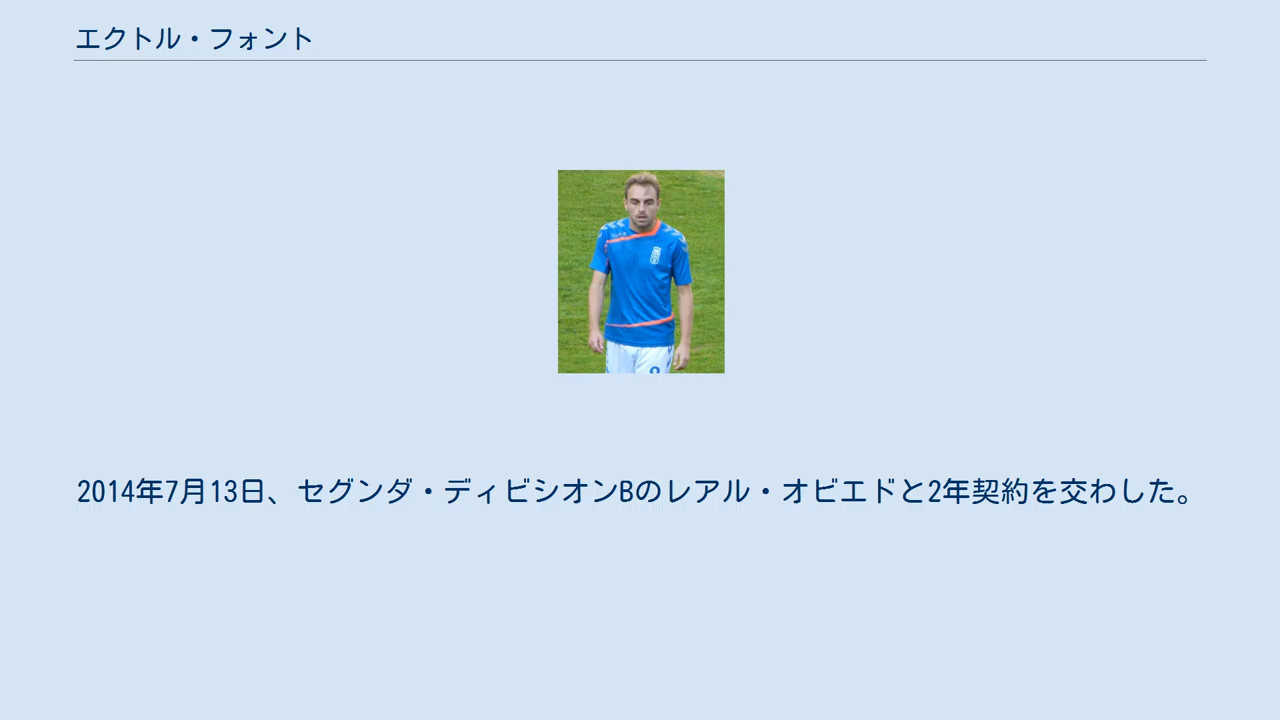 エクトル・フォント
2014年7月13日、セグンダ・ディビシオンBのレアル・オビエドと2年契約を交わした。